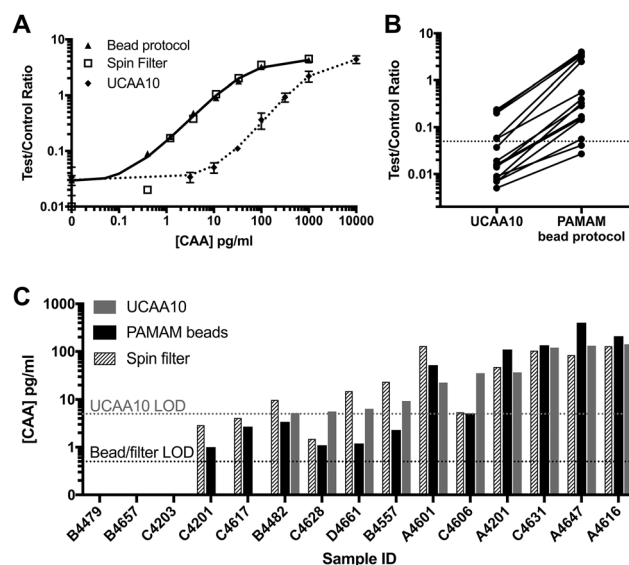 A
B
▲ Bead protocol
□ Spin Filter
◆ UCAA10
Test/Control Ratio
10
1
0.1
0.01
0
0.1
1
10
100
1000
10000
[CAA] pg/ml
Test/Control Ratio
10
1
0.1
0.01
UCAA10
PAMAM
bead protocol
C
UCAA10
PAMAM beads
Spin filter
[CAA] pg/ml
1000
100
10
1
0
UCAA10 LOD
Bead/filter LOD
B4479
B4657
C4203
C4201
C4617
B4482
C4628
D4661
B4557
A4601
C4606
A4201
C4631
A4647
A4616
Sample ID